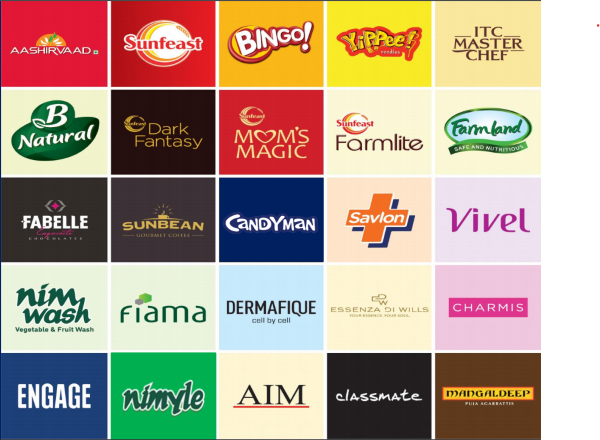 AASHIRVAAD
Sunfeast
BINGO!
YiPPee!
noodles
ITC
MASTER
CHEF
B
Natural
Sunfeast
Dark
Fantasy
Sunfeast
MOM'S
MAGIC
Sunfeast
Farmlite
Farmland
SAFE AND NUTRITIOUS
FABELLE
Exquisite
CHOCOLATES
SUNBEAN
GOURMET COFFEE
CANDYMAN
Savlon
Vivel
nim
wash
Vegetable & Fruit Wash
fiama
DERMAFIQUE
cell by cell
ESSENZA DI WILLS
CHARMIS
ENGAGE
nimyle
AIM
classmate
MANGALDEEP
PUJA AGARBATTIS